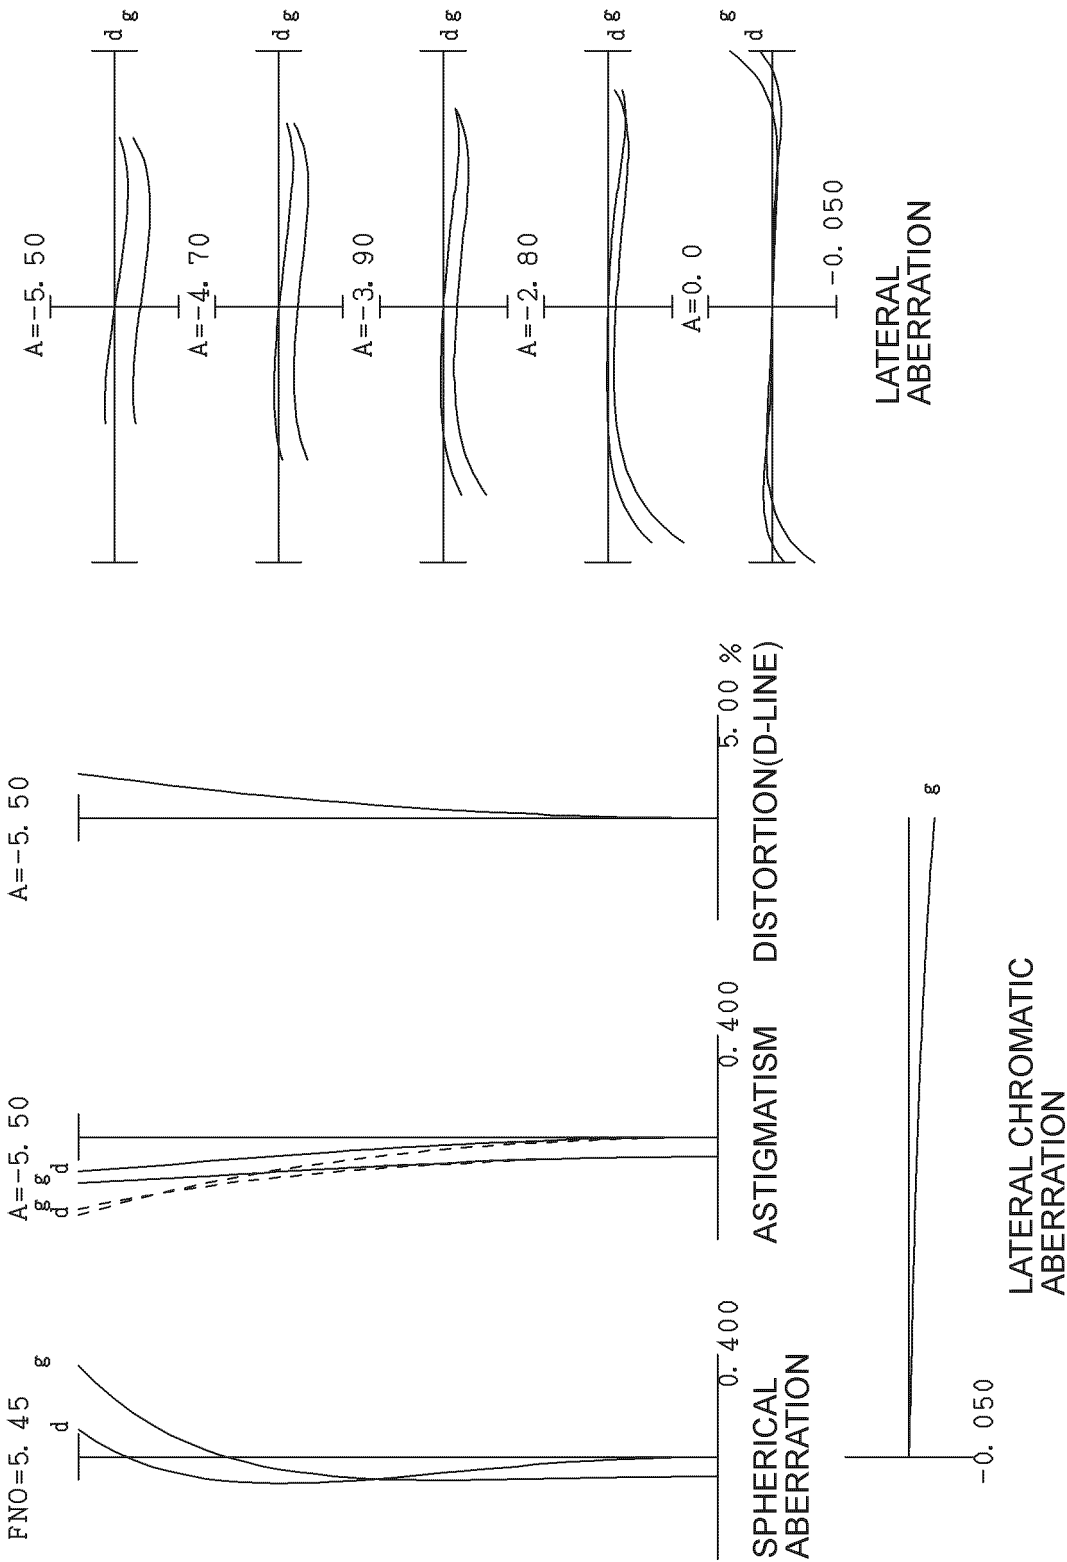 FNO=5. 45
d
g
0. 400
SPHERICAL
ABERRATION
A=-5. 50
g g
d d
0. 400
ASTIGMATISM
A=-5. 50
5. 00 %
DISTORTION(D-LINE)
g
-0. 050
LATERAL CHROMATIC
ABERRATION
A=-5. 50
d g
A=-4. 70
d g
A=-3. 90
d g
A=-2. 80
d g
A=0. 0
g
d
-0. 050
LATERAL
ABERRATION